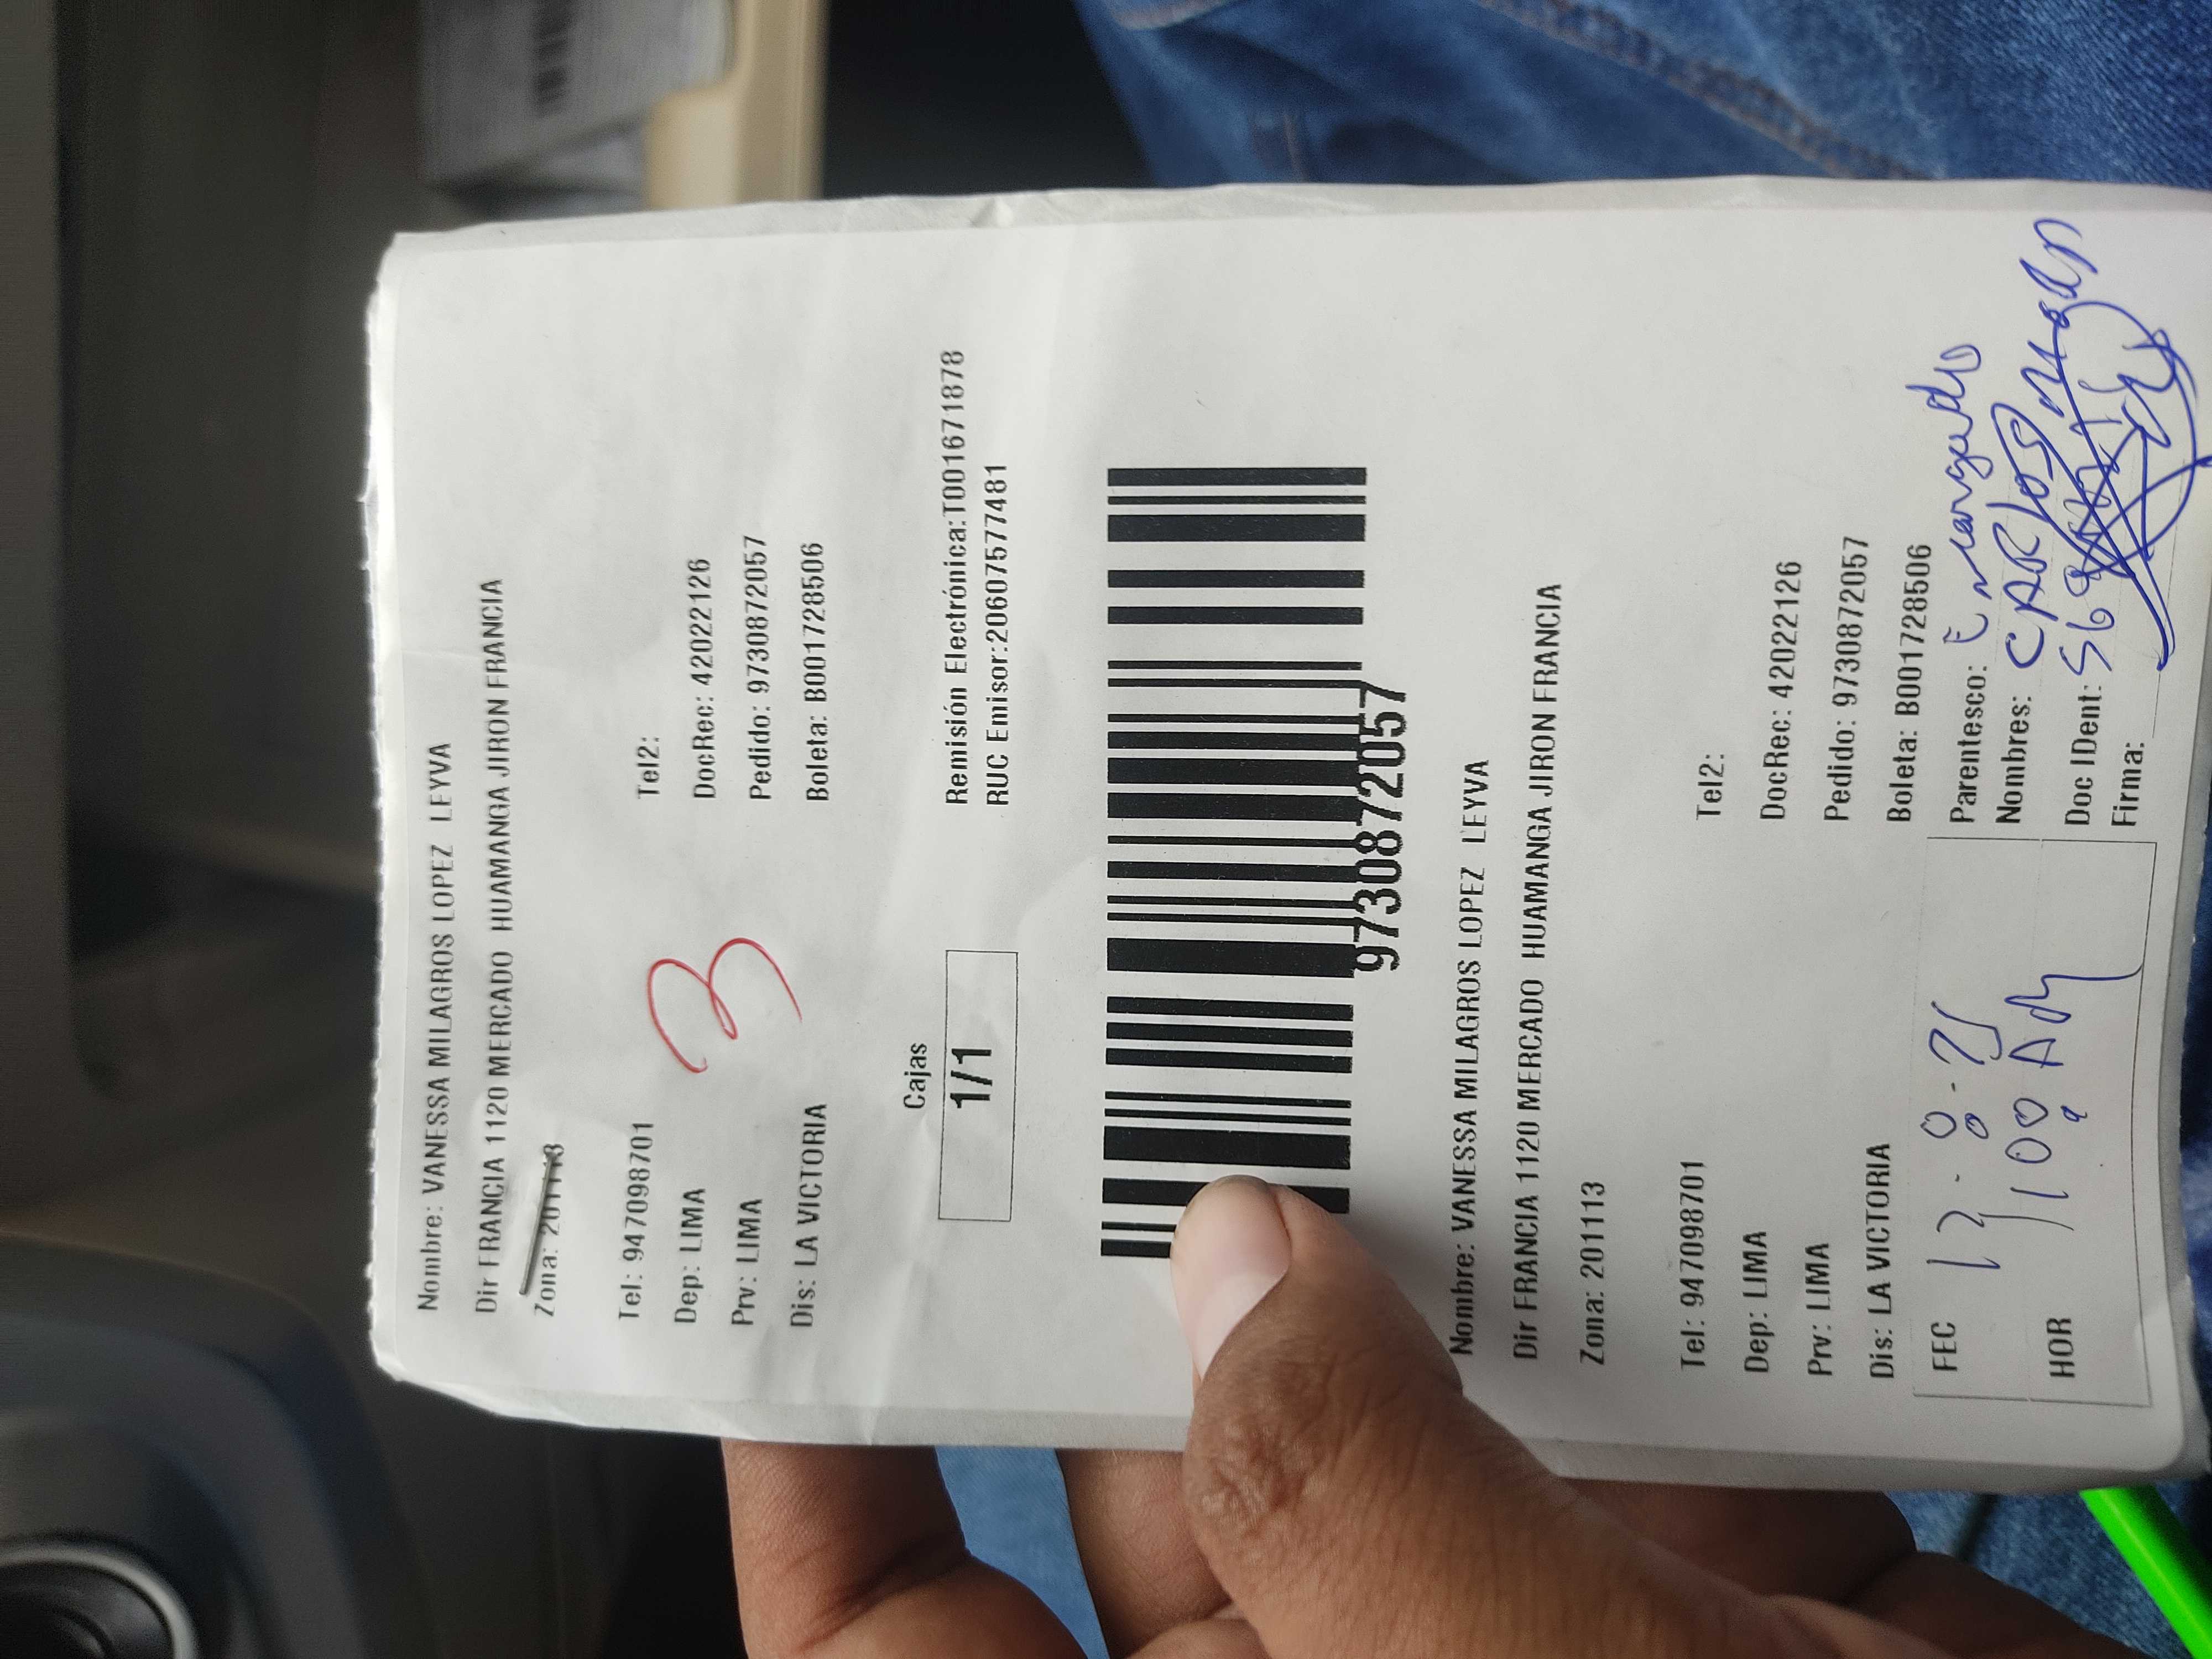 Nombre: VANESSA MILAGROS LOPEZ LEYVA
Dir FRANCIA 1120 MERCADO HUAMANGA JIRON FRANCIA
Zona: 201113
Tel: 947098701 Tel2:
Dep: LIMA DocRec: 42022126
Prv: LIMA Pedido: 9730872057
Dis: LA VICTORIA Boleta: B001728506
3
Cajas
1/1
Remisión Electrónica:T001671878
RUC Emisor:20607577481
9730872057
Nombre: VANESSA MILAGROS LOPEZ LEYVA
Dir FRANCIA 1120 MERCADO HUAMANGA JIRON FRANCIA
Zona: 201113
Tel: 947098701 Tel2:
Dep: LIMA DocRec: 42022126
Prv: LIMA Pedido: 9730872057
Dis: LA VICTORIA Boleta: B001728506
FEC
HOR
Parentesco: Encargado
Nombres: CARLOS
Doc IDent:
Firma: